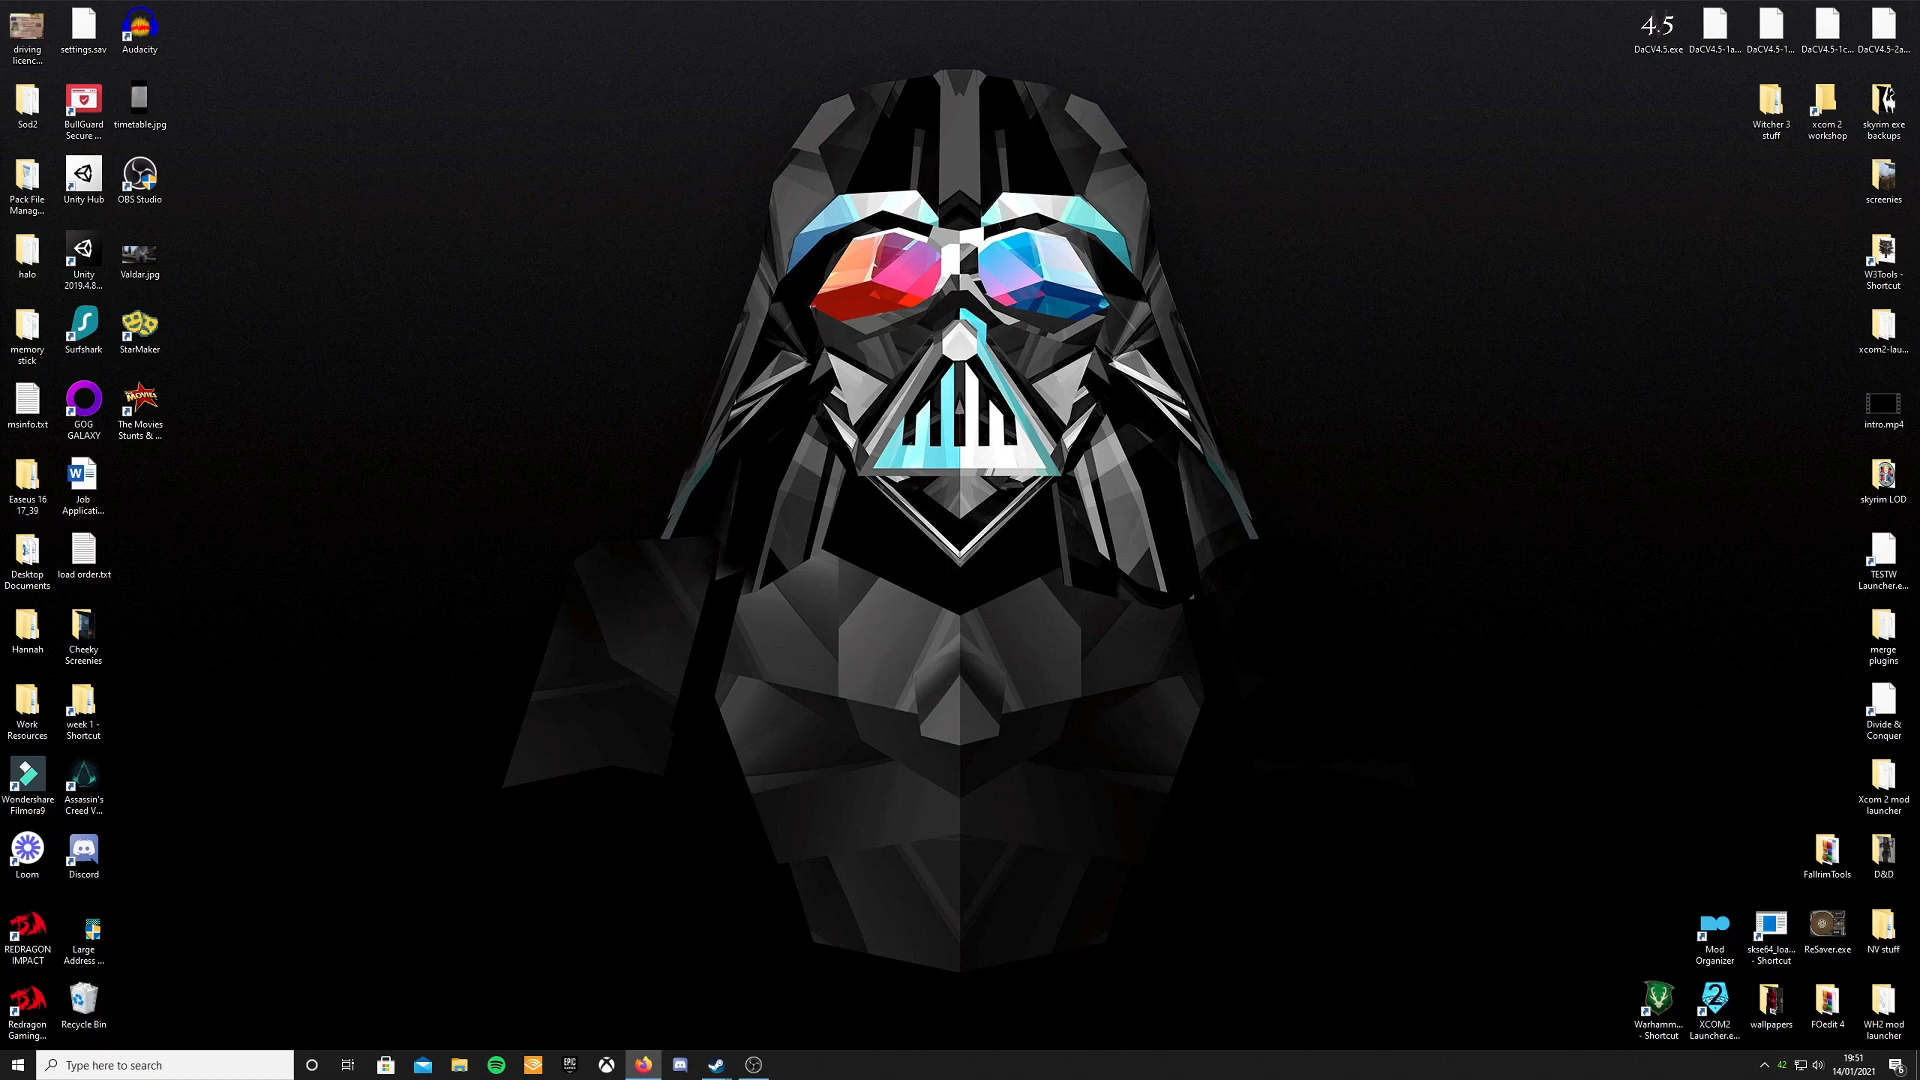 driving
licenc...
settings.sav
Audacity
Sod2
BullGuard
Secure ...
timetable.jpg
Pack File
Manag...
Unity Hub
OBS Studio
halo
Unity
2019.4.8...
Valdar.jpg
memory
stick
Surfshark
StarMaker
msinfo.txt
GOG
GALAXY
The Movies
Stunts & ...
MOVIES
Easeus 16
17_39
Job
Applicati...
Desktop
Documents
load order.txt
Hannah
Cheeky
Screenies
Work
Resources
week 1 -
Shortcut
Wondershare
Filmora9
Assassin's
Creed V...
Loom
Discord
REDRAGON
IMPACT
Large
Address ...
Redragon
Gaming...
Recycle Bin
4.5
DaCV4.5.exe
DaCV4.5-1a...
DaCV4.5-1...
DaCV4.5-1c...
DaCV4.5-2a...
Witcher 3
stuff
xcom 2
workshop
skyrim exe
backups
screenies
W3Tools -
Shortcut
xcom2-lau...
intro.mp4
skyrim LOD
TESTW
Launcher.e...
merge
plugins
Divide &
Conquer
Xcom 2 mod
launcher
FallrimTools
D&D
Mod
Organizer
skse64_loa...
- Shortcut
ReSaver.exe
NV stuff
Warhamm...
- Shortcut
XCOM2
Launcher.e...
wallpapers
FOedit 4
WH2 mod
launcher
Type here to search
EPIC
GAMES
42
19:51
14/01/2021
6